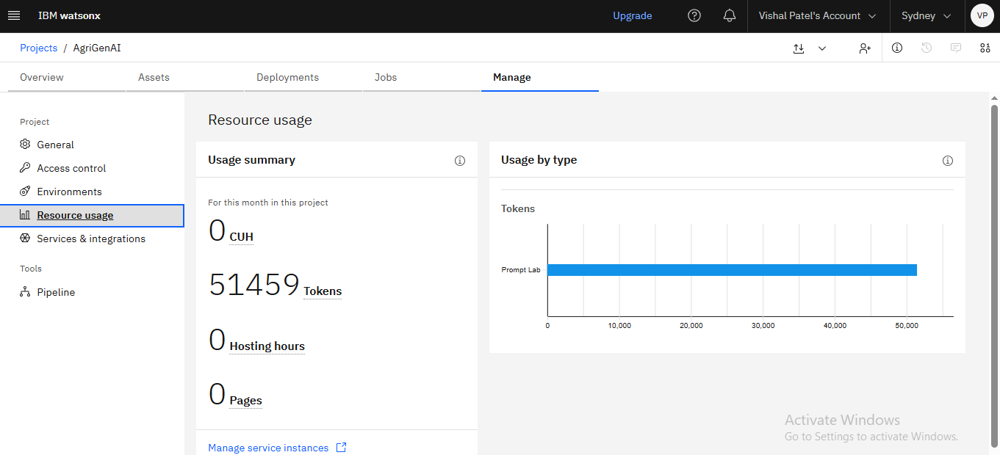 IBM watsonx
Upgrade
Vishal Patel's Account
Sydney
VP
Projects / AgriGenAI
Overview
Assets
Deployments
Jobs
Manage
Project
General
Access control
Environments
Resource usage
Services & integrations
Tools
Pipeline
Resource usage
Usage summary
For this month in this project
0 CUH
51459 Tokens
0 Hosting hours
0 Pages
Manage service instances
Usage by type
Tokens
Prompt Lab
0 10,000 20,000 30,000 40,000 50,000
Activate Windows
Go to Settings to activate Windows.